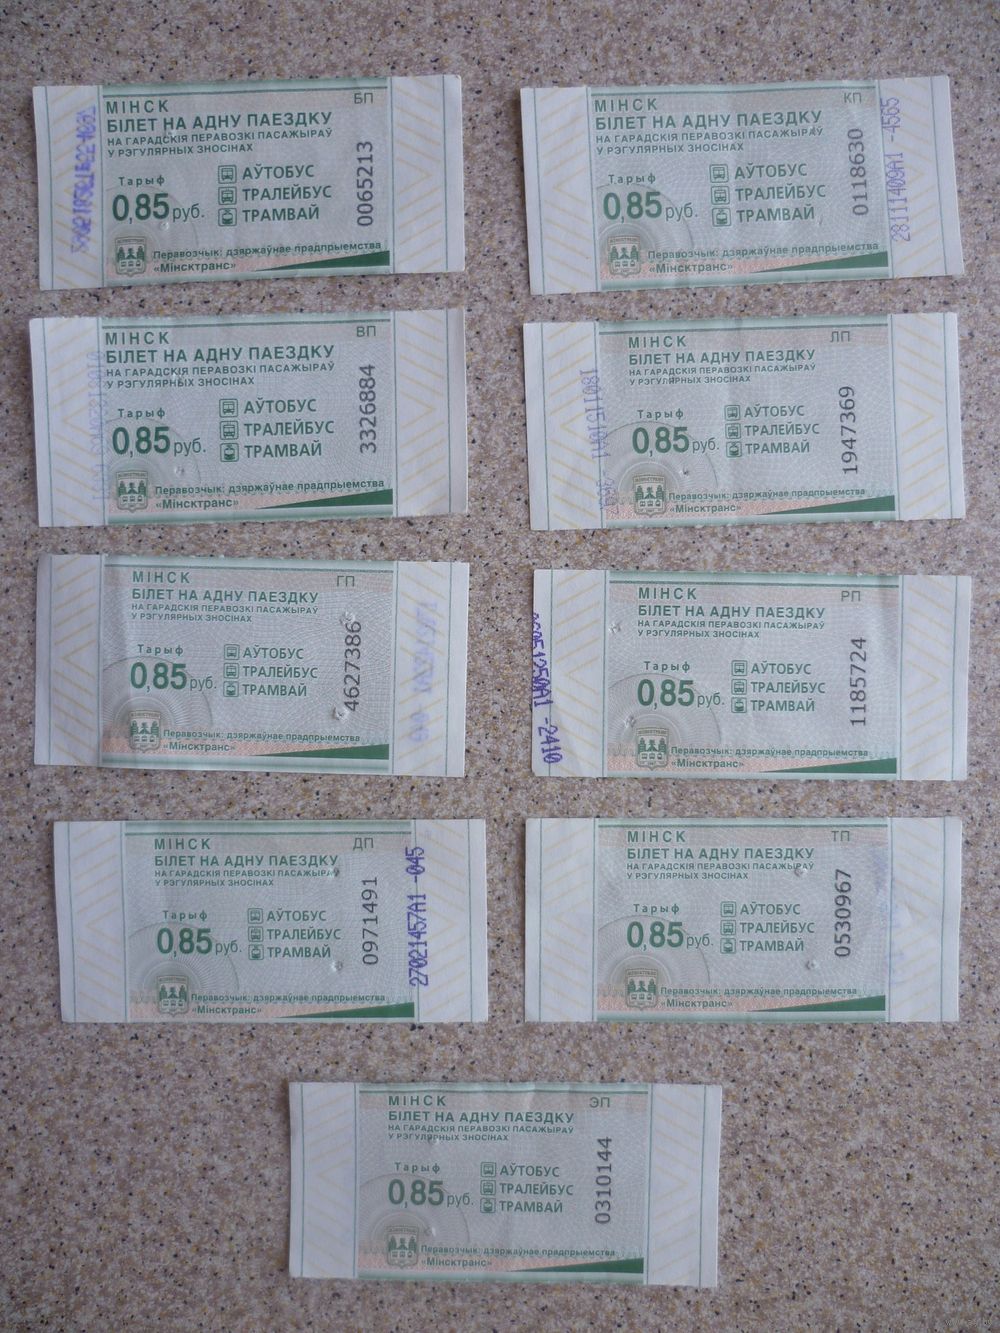 МІНСК БП
БІЛЕТ НА АДНУ ПАЕЗДКУ
НА ГАРАДСКІЯ ПЕРАВОЗКІ ПАСАЖЫРАЎ
У РЭГУЛЯРНЫХ ЗНОСІНАХ
Тарыф
0,85 руб.
АЎТОБУС
ТРАЛЕЙБУС
ТРАМВАЙ
0065213
Перавозчык: дзяржаўнае прадпрыемства
«Мінсктранс»
МІНСК КП
БІЛЕТ НА АДНУ ПАЕЗДКУ
НА ГАРАДСКІЯ ПЕРАВОЗКІ ПАСАЖЫРАЎ
У РЭГУЛЯРНЫХ ЗНОСІНАХ
Тарыф
0,85 руб.
АЎТОБУС
ТРАЛЕЙБУС
ТРАМВАЙ
0118630
28111409А1 -4565
Перавозчык: дзяржаўнае прадпрыемства
«Мінсктранс»
МІНСК ВП
БІЛЕТ НА АДНУ ПАЕЗДКУ
НА ГАРАДСКІЯ ПЕРАВОЗКІ ПАСАЖЫРАЎ
У РЭГУЛЯРНЫХ ЗНОСІНАХ
Тарыф
0,85 руб.
АЎТОБУС
ТРАЛЕЙБУС
ТРАМВАЙ
3326884
Перавозчык: дзяржаўнае прадпрыемства
«Мінсктранс»
МІНСК ЛП
БІЛЕТ НА АДНУ ПАЕЗДКУ
НА ГАРАДСКІЯ ПЕРАВОЗКІ ПАСАЖЫРАЎ
У РЭГУЛЯРНЫХ ЗНОСІНАХ
Тарыф
0,85 руб.
АЎТОБУС
ТРАЛЕЙБУС
ТРАМВАЙ
1947369
Перавозчык: дзяржаўнае прадпрыемства
«Мінсктранс»
МІНСК ГП
БІЛЕТ НА АДНУ ПАЕЗДКУ
НА ГАРАДСКІЯ ПЕРАВОЗКІ ПАСАЖЫРАЎ
У РЭГУЛЯРНЫХ ЗНОСІНАХ
Тарыф
0,85 руб.
АЎТОБУС
ТРАЛЕЙБУС
ТРАМВАЙ
4627386
Перавозчык: дзяржаўнае прадпрыемства
«Мінсктранс»
МІНСК РП
БІЛЕТ НА АДНУ ПАЕЗДКУ
НА ГАРАДСКІЯ ПЕРАВОЗКІ ПАСАЖЫРАЎ
У РЭГУЛЯРНЫХ ЗНОСІНАХ
Тарыф
0,85 руб.
АЎТОБУС
ТРАЛЕЙБУС
ТРАМВАЙ
1185724
-2410
Перавозчык: дзяржаўнае прадпрыемства
«Мінсктранс»
МІНСК ДП
БІЛЕТ НА АДНУ ПАЕЗДКУ
НА ГАРАДСКІЯ ПЕРАВОЗКІ ПАСАЖЫРАЎ
У РЭГУЛЯРНЫХ ЗНОСІНАХ
Тарыф
0,85 руб.
АЎТОБУС
ТРАЛЕЙБУС
ТРАМВАЙ
0971491
27021457А1 -045
Перавозчык: дзяржаўнае прадпрыемства
«Мінсктранс»
МІНСК ТП
БІЛЕТ НА АДНУ ПАЕЗДКУ
НА ГАРАДСКІЯ ПЕРАВОЗКІ ПАСАЖЫРАЎ
У РЭГУЛЯРНЫХ ЗНОСІНАХ
Тарыф
0,85 руб.
АЎТОБУС
ТРАЛЕЙБУС
ТРАМВАЙ
0530967
Перавозчык: дзяржаўнае прадпрыемства
«Мінсктранс»
МІНСК ЭП
БІЛЕТ НА АДНУ ПАЕЗДКУ
НА ГАРАДСКІЯ ПЕРАВОЗКІ ПАСАЖЫРАЎ
У РЭГУЛЯРНЫХ ЗНОСІНАХ
Тарыф
0,85 руб.
АЎТОБУС
ТРАЛЕЙБУС
ТРАМВАЙ
0310144
Перавозчык: дзяржаўнае прадпрыемства
«Мінсктранс»